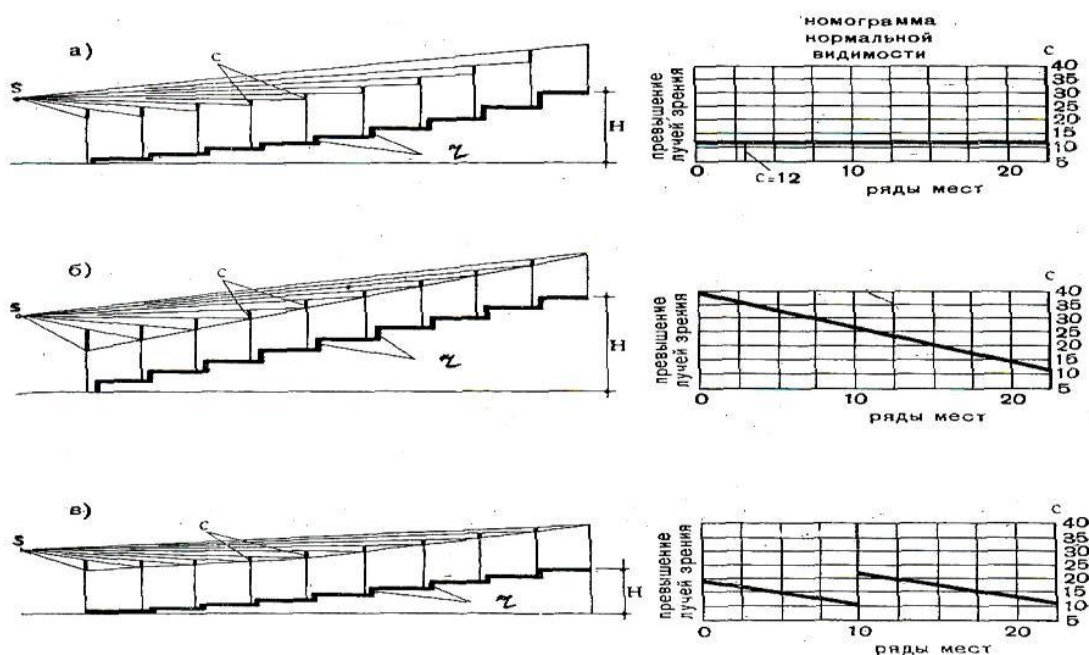 а)
S
С
H
r
номограмма
нормальной
видимости
С
40
35
30
25
20
15
10
5
превышение
лучей зрения
0
10
20
С=12
ряды мест
б)
S
С
H
r
С
40
35
30
25
20
15
10
5
превышение
лучей зрения
0
10
20
ряды мест
в)
S
С
H
r
С
40
35
30
25
20
15
10
5
превышение
лучей зрения
0
10
20
ряды мест